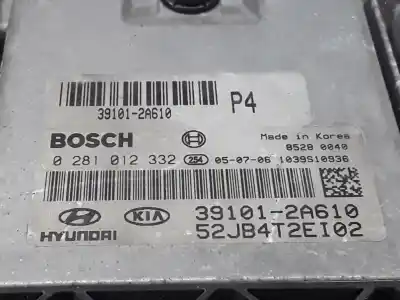 39101-2A610
P4
BOSCH
Made in Korea
8528 0040
0 281 012 332 254 05-07-06 1039S10936
HYUNDAI KIA 39101-2A610
52JB4T2EI02